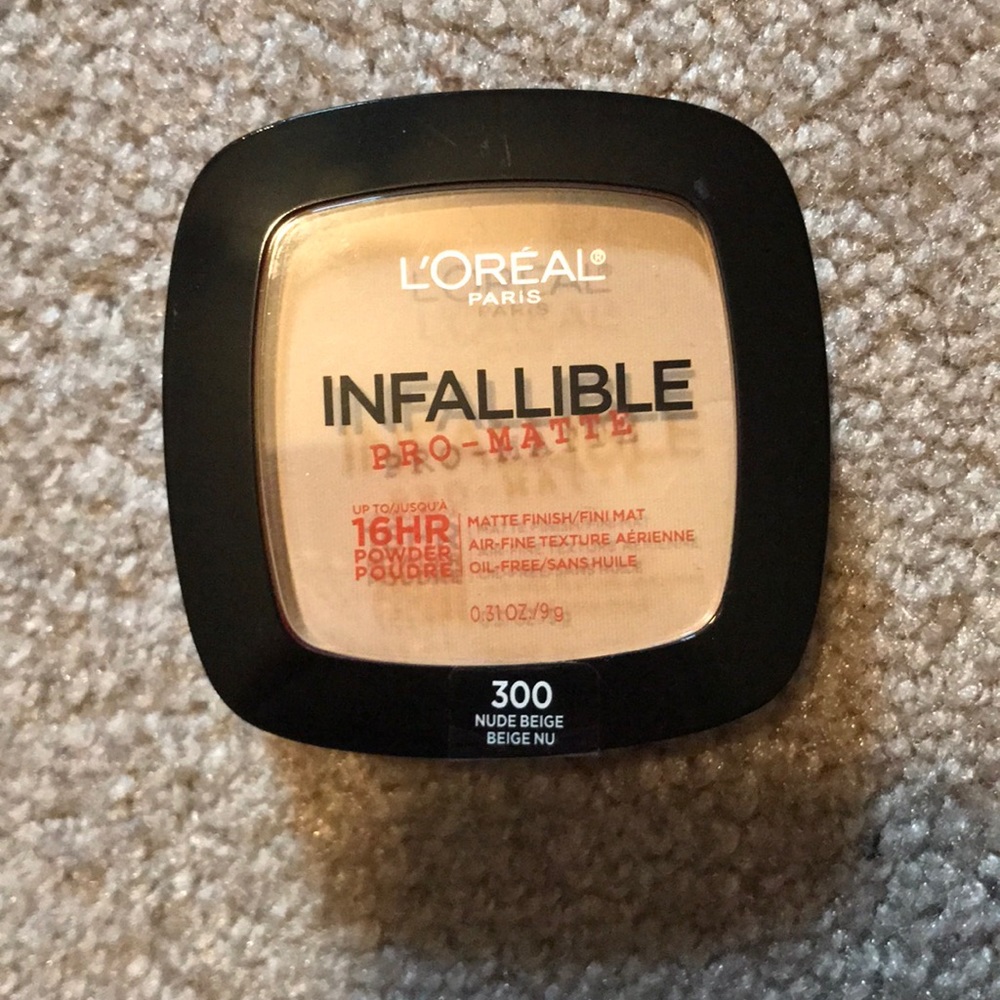 L'ORÉAL®
PARIS
INFALLIBLE
PRO-MATTE
UP TO/JUSQU'À
16HR
POWDER
POUDRE
MATTE FINISH/FINI MAT
AIR-FINE TEXTURE AÉRIENNE
OIL-FREE/SANS HUILE
0.31 OZ./9 g
300
NUDE BEIGE
BEIGE NU